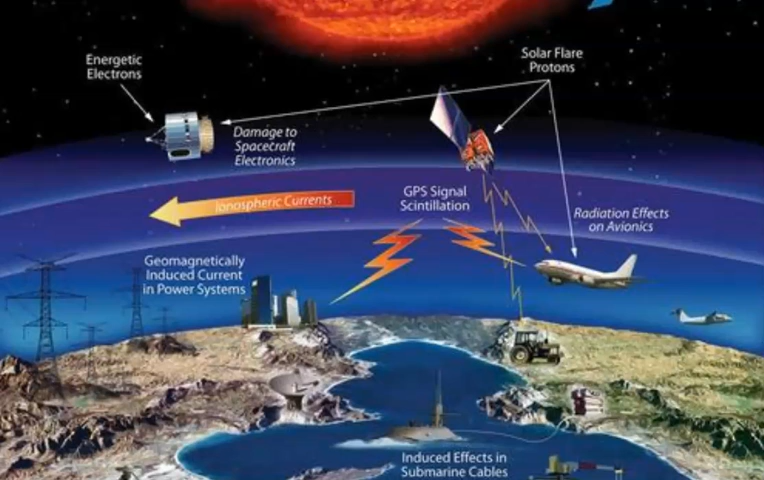 Energetic
Electrons
Solar Flare
Protons
Damage to
Spacecraft
Electronics
Ionospheric Currents
GPS Signal
Scintillation
Radiation Effects
on Avionics
Geomagnetically
Induced Current
in Power Systems
Induced Effects in
Submarine Cables